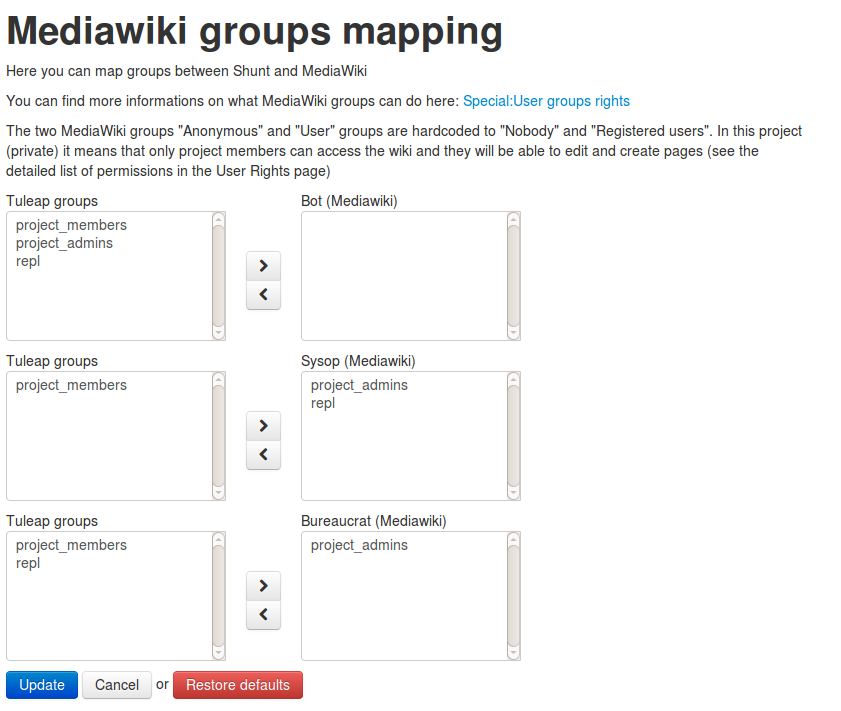 Mediawiki groups mapping
Here you can map groups between Shunt and MediaWiki
You can find more informations on what MediaWiki groups can do here: Special:User groups rights
The two MediaWiki groups "Anonymous" and "User" groups are hardcoded to "Nobody" and "Registered users". In this project
(private) it means that only project members can access the wiki and they will be able to edit and create pages (see the
detailed list of permissions in the User Rights page)
Tuleap groups
project_members
project_admins
repl
Bot (Mediawiki)
Tuleap groups
project_members
Sysop (Mediawiki)
project_admins
repl
Tuleap groups
project_members
repl
Bureaucrat (Mediawiki)
project_admins
Update Cancel or Restore defaults